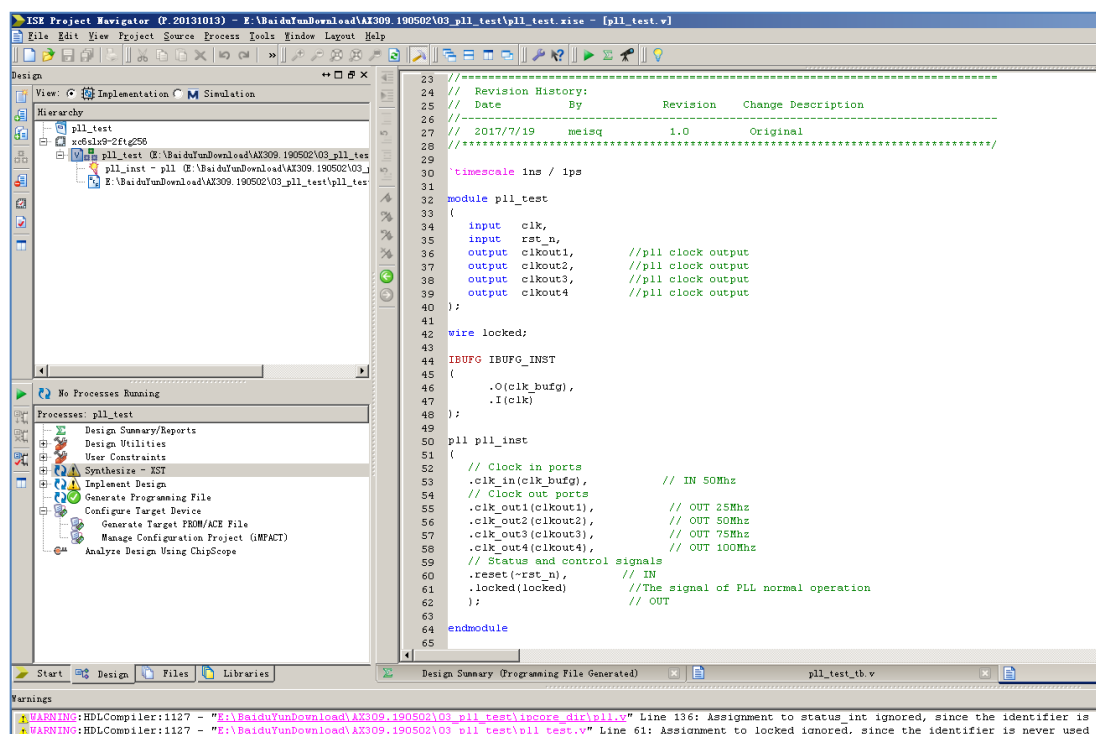 ISE Project Navigator (P.20131013) - E:\BaiduYunDownload\AX309.190502\03_pll_test\pll_test.xise - [pll_test.v]
File Edit View Project Source Process Tools Window Layout Help
Design
View: Implementation Simulation
Hierarchy
pll_test
xc6slx9-2ftg256
pll_test (E:\BaiduYunDownload\AX309.190502\03_pll_tes
pll_inst - pll (E:\BaiduYunDownload\AX309.190502\03_p
E:\BaiduYunDownload\AX309.190502\03_pll_test\pll_tes
No Processes Running
Processes: pll_test
Design Summary/Reports
Design Utilities
User Constraints
Synthesize - XST
Implement Design
Generate Programming File
Configure Target Device
Generate Target PROM/ACE File
Manage Configuration Project (iMPACT)
Analyze Design Using ChipScope
Start Design Files Libraries
23 //================================================================================
24 // Revision History:
25 // Date By Revision Change Description
26 //--------------------------------------------------------------------------------
27 // 2017/7/19 meisq 1.0 Original
28 //*******************************************************************************/
29
30 `timescale 1ns / 1ps
31
32 module pll_test
33 (
34 input clk,
35 input rst_n,
36 output clkout1, //pll clock output
37 output clkout2, //pll clock output
38 output clkout3, //pll clock output
39 output clkout4 //pll clock output
40 );
41
42 wire locked;
43
44 IBUFG IBUFG_INST
45 (
46 .O(clk_bufg),
47 .I(clk)
48 );
49
50 pll pll_inst
51 (
52 // Clock in ports
53 .clk_in(clk_bufg), // IN 50Mhz
54 // Clock out ports
55 .clk_out1(clkout1), // OUT 25Mhz
56 .clk_out2(clkout2), // OUT 50Mhz
57 .clk_out3(clkout3), // OUT 75Mhz
58 .clk_out4(clkout4), // OUT 100Mhz
59 // Status and control signals
60 .reset(~rst_n), // IN
61 .locked(locked) //The signal of PLL normal operation
62 ); // OUT
63
64 endmodule
65
Design Summary (Programming File Generated) pll_test_tb.v
Warnings
WARNING:HDLCompiler:1127 - "E:\BaiduYunDownload\AX309.190502\03_pll_test\ipcore_dir\pll.v" Line 136: Assignment to status_int ignored, since the identifier is
WARNING:HDLCompiler:1127 - "E:\BaiduYunDownload\AX309.190502\03_pll_test\pll_test.v" Line 61: Assignment to locked ignored, since the identifier is never used